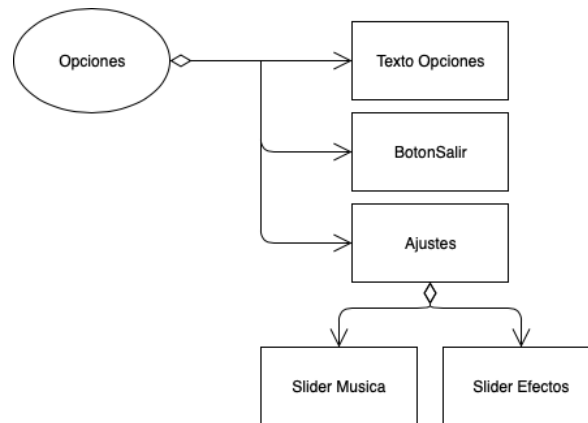 Opciones
Texto Opciones
BotonSalir
Ajustes
Slider Musica
Slider Efectos